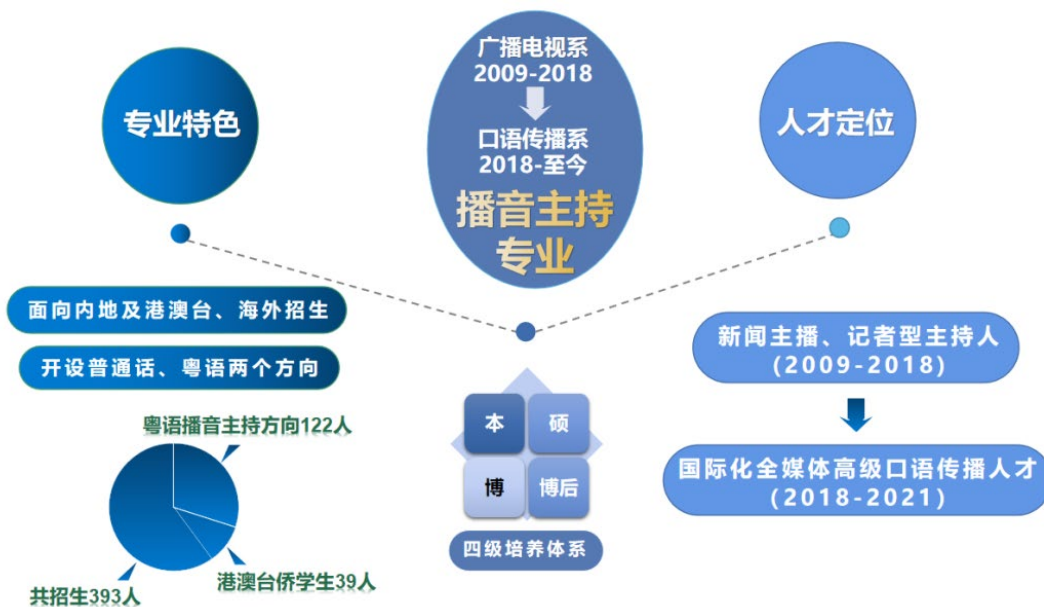 专业特色
面向内地及港澳台、海外招生
开设普通话、粤语两个方向
粤语播音主持方向122人
港澳台侨学生39人
共招生393人
广播电视系
2009-2018
口语传播系
2018-至今
播音主持
专业
本
硕
博
博后
四级培养体系
人才定位
新闻主播、记者型主持人
(2009-2018)
国际化全媒体高级口语传播人才
(2018-2021)